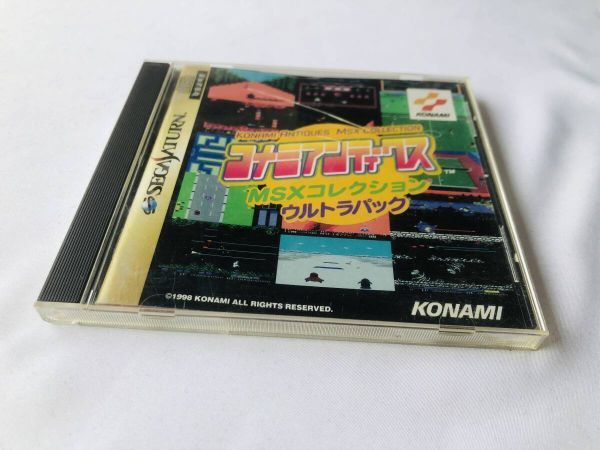 SEGA SATURN
KONAMI
KONAMI ANTIQUES MSX COLLECTION
コナミアンティークス
TM
MSXコレクション
ウルトラパック
©1998 KONAMI ALL RIGHTS RESERVED.
KONAMI